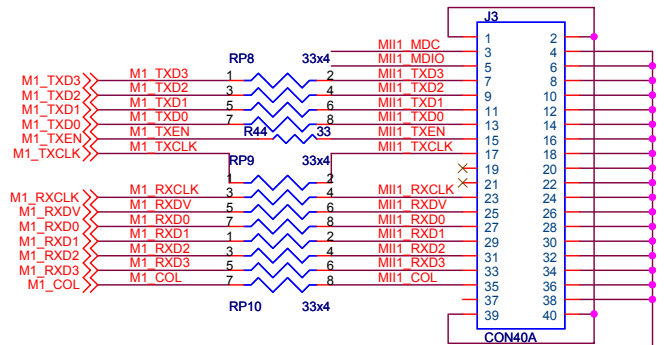 J3
1 2
MII1_MDC 3 4
RP8 33x4 MII1_MDIO 5 6
M1_TXD3 M1_TXD3 1 2 MII1_TXD3 7 8
M1_TXD2 M1_TXD2 3 4 MII1_TXD2 9 10
M1_TXD1 M1_TXD1 5 6 MII1_TXD1 11 12
M1_TXD0 M1_TXD0 7 8 MII1_TXD0 13 14
M1_TXEN M1_TXEN R44 33 MII1_TXEN 15 16
M1_TXCLK M1_TXCLK RP9 33x4 MII1_TXCLK 17 18
19 20
1 2 21 22
M1_RXCLK M1_RXCLK 3 4 MII1_RXCLK 23 24
M1_RXDV M1_RXDV 5 6 MII1_RXDV 25 26
M1_RXD0 M1_RXD0 7 8 MII1_RXD0 27 28
M1_RXD1 M1_RXD1 1 2 MII1_RXD1 29 30
M1_RXD2 M1_RXD2 3 4 MII1_RXD2 31 32
M1_RXD3 M1_RXD3 5 6 MII1_RXD3 33 34
M1_COL M1_COL 7 8 MII1_COL 35 36
37 38
RP10 33x4 39 40
CON40A